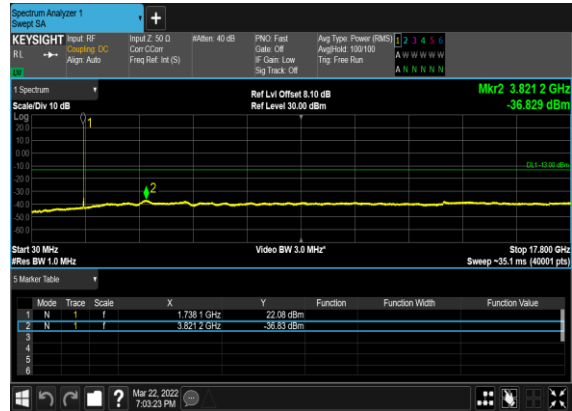 Spectrum Analyzer 1
Swept SA
KEYSIGHT
RL
Input: RF
Coupling: DC
Align: Auto
Input Z: 50 Ω
Corr CCorr
Freq Ref: Int (S)
#Atten: 40 dB
PNO: Fast
Gate: Off
IF Gain: Low
Sig Track: Off
Avg Type: Power (RMS)
Avg|Hold: 100/100
Trig: Free Run
1 2 3 4 5 6
A W W W W W
A N N N N N
1 Spectrum
Scale/Div 10 dB
Ref Lvl Offset 8.10 dB
Ref Level 30.00 dBm
Mkr2 3.821 2 GHz
-36.829 dBm
Log
20.0
10.0
0.00
-10.0
-20.0
-30.0
-40.0
-50.0
-60.0
1
2
DL1 -13.00 dBm
Start 30 MHz
#Res BW 1.0 MHz
Video BW 3.0 MHz*
Stop 17.800 GHz
Sweep ~35.1 ms (40001 pts)
5 Marker Table
Mode Trace Scale X Y Function Function Width Function Value
1 N 1 f 1.738 1 GHz 22.08 dBm
2 N 1 f 3.821 2 GHz -36.83 dBm
3
4
5
6
?
Mar 22, 2022
7:03:23 PM